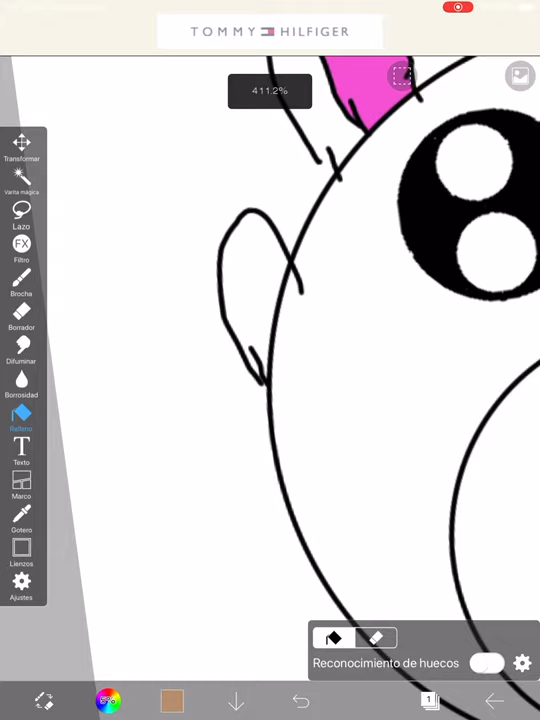 TOMMY HILFIGER
411.2%
Transformar
Varita mágica
Lazo
FX
Filtro
Brocha
Borrador
Difuminar
Borrosidad
Relleno
T
Texto
Marco
Gotero
Lienzos
Ajustes
Reconocimiento de huecos
1